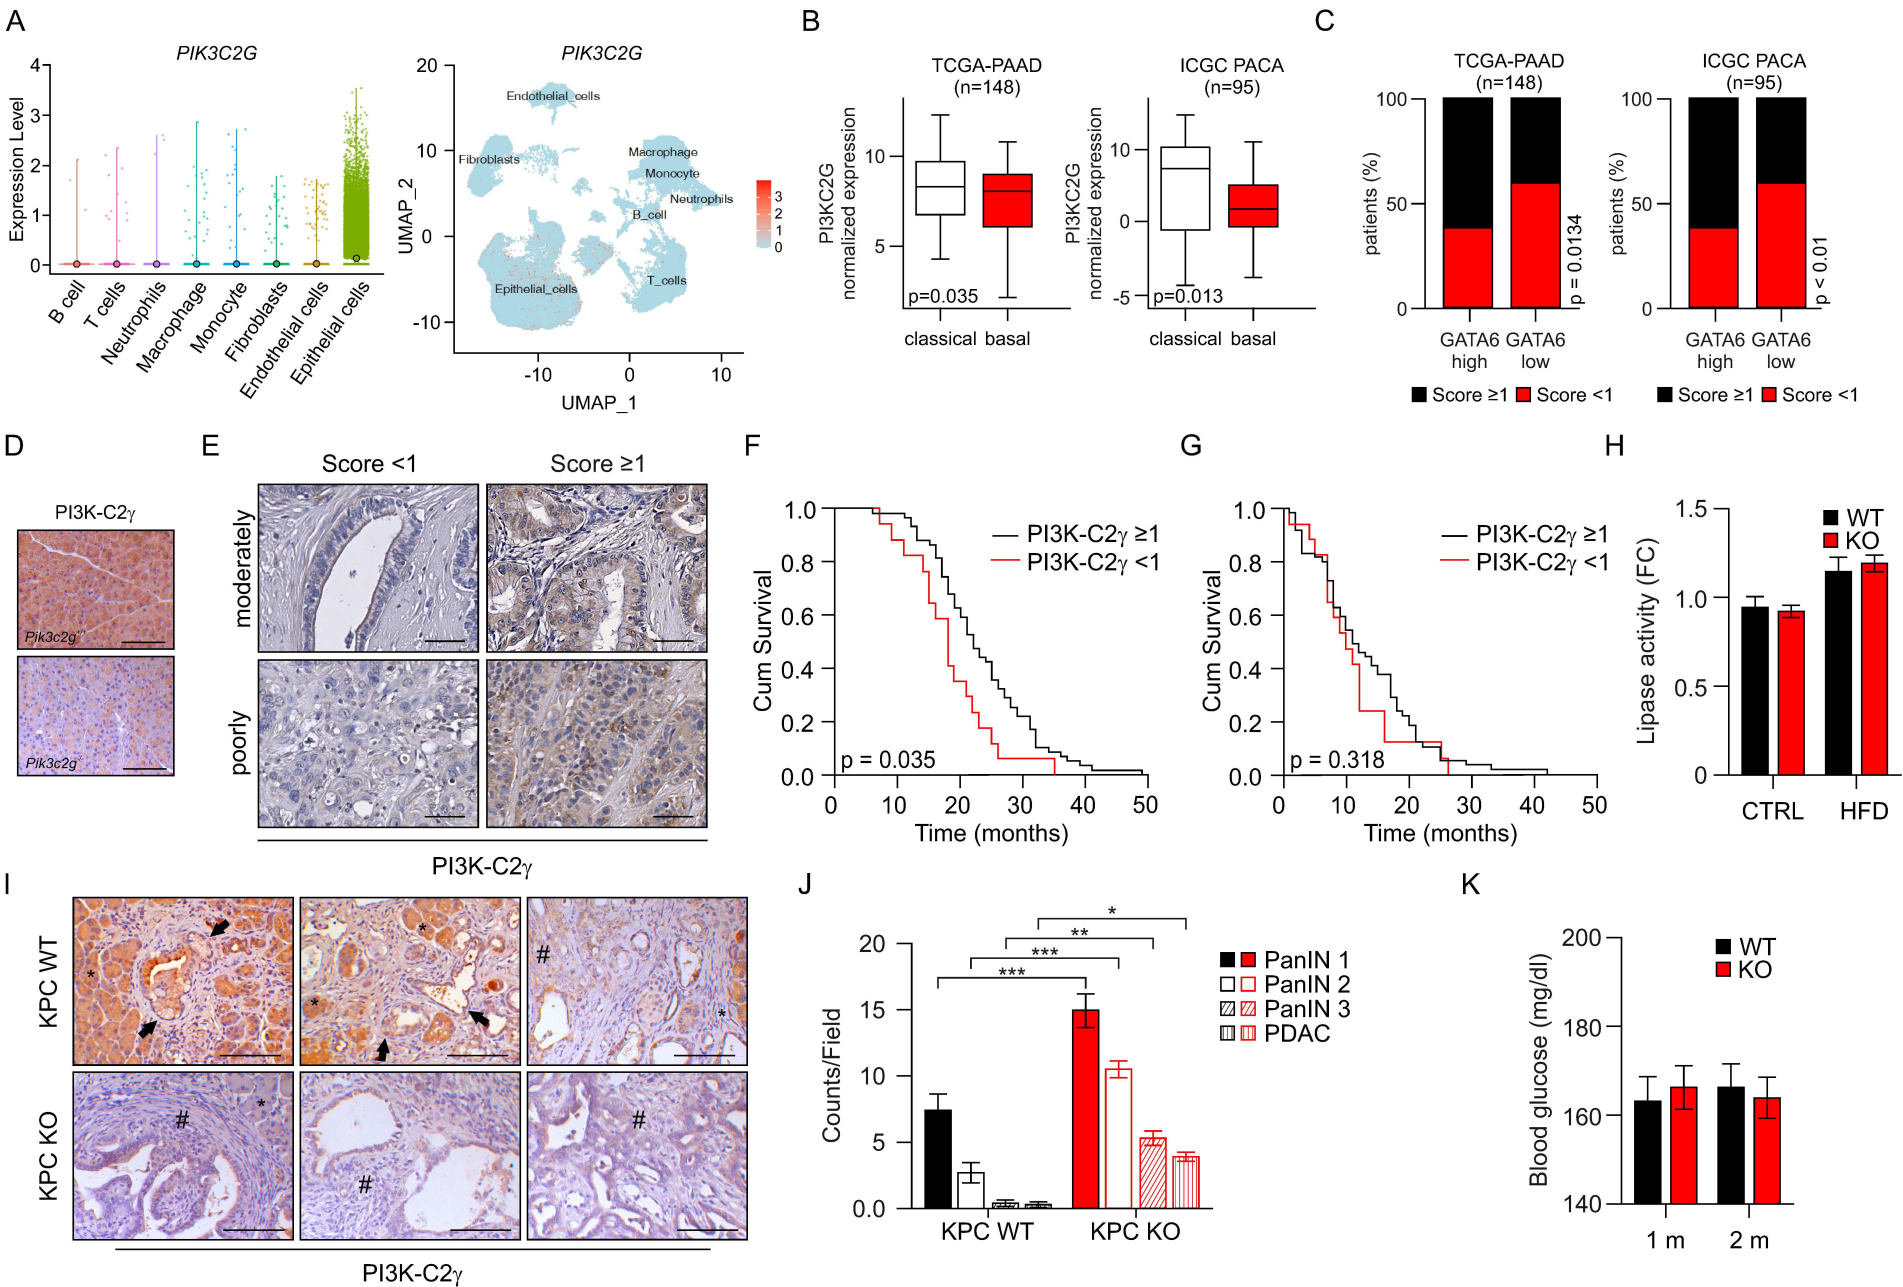 A
PIK3C2G
Expression Level
4
3
2
1
0
B cell
T cells
Neutrophils
Macrophage
Monocyte
Fibroblasts
Endothelial cells
Epithelial cells
PIK3C2G
UMAP_2
20
10
0
-10
Endothelial_cells
Fibroblasts
Macrophage
Monocyte
Neutrophils
B_cell
T_cells
Epithelial_cells
3
2
1
0
-10
0
10
UMAP_1
B
TCGA-PAAD
(n=148)
PI3KC2G
normalized expression
10
5
p=0.035
classical
basal
ICGC PACA
(n=95)
PI3KC2G
normalized expression
10
0
-5
p=0.013
classical
basal
C
TCGA-PAAD
(n=148)
patients (%)
100
50
0
p = 0.0134
GATA6
high
GATA6
low
Score ≥1
Score <1
ICGC PACA
(n=95)
patients (%)
100
50
0
p < 0.01
GATA6
high
GATA6
low
Score ≥1
Score <1
D
PI3K-C2γ
Pik3c2g
Pik3c2g
E
Score <1
Score ≥1
moderately
poorly
PI3K-C2γ
F
Cum Survival
1.0
0.8
0.6
0.4
0.2
0.0
PI3K-C2γ ≥1
PI3K-C2γ <1
p = 0.035
0
10
20
30
40
50
Time (months)
G
Cum Survival
1.0
0.8
0.6
0.4
0.2
0.0
PI3K-C2γ ≥1
PI3K-C2γ <1
p = 0.318
0
10
20
30
40
50
Time (months)
H
Lipase activity (FC)
1.5
1.0
0.5
0
WT
KO
CTRL
HFD
I
KPC WT
*
*
*
#
*
KPC KO
#
*
#
#
PI3K-C2γ
J
Counts/Field
20
15
10
5
0.0
***
***
**
*
PanIN 1
PanIN 2
PanIN 3
PDAC
KPC WT
KPC KO
K
Blood glucose (mg/dl)
200
180
160
140
WT
KO
1 m
2 m